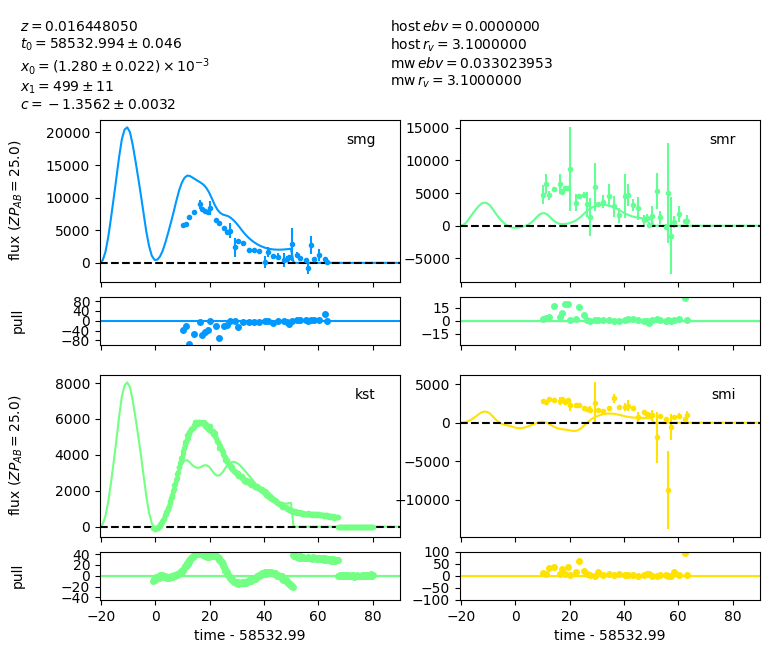 z = 0.016448050
t₀ = 58532.994 ± 0.046
x₀ = (1.280 ± 0.022) × 10⁻³
x₁ = 499 ± 11
c = −1.3562 ± 0.0032
host ebv = 0.0000000
host r_v = 3.1000000
mw ebv = 0.033023953
mw r_v = 3.1000000
flux (ZP_AB = 25.0)
20000
15000
10000
5000
0
smg
15000
10000
5000
0
−5000
smr
pull
80
40
0
−40
−80
15
0
−15
flux (ZP_AB = 25.0)
8000
6000
4000
2000
0
kst
5000
0
−5000
−10000
smi
pull
40
20
0
−20
−40
100
50
0
−50
−100
−20 0 20 40 60 80
−20 0 20 40 60 80
time - 58532.99
time - 58532.99